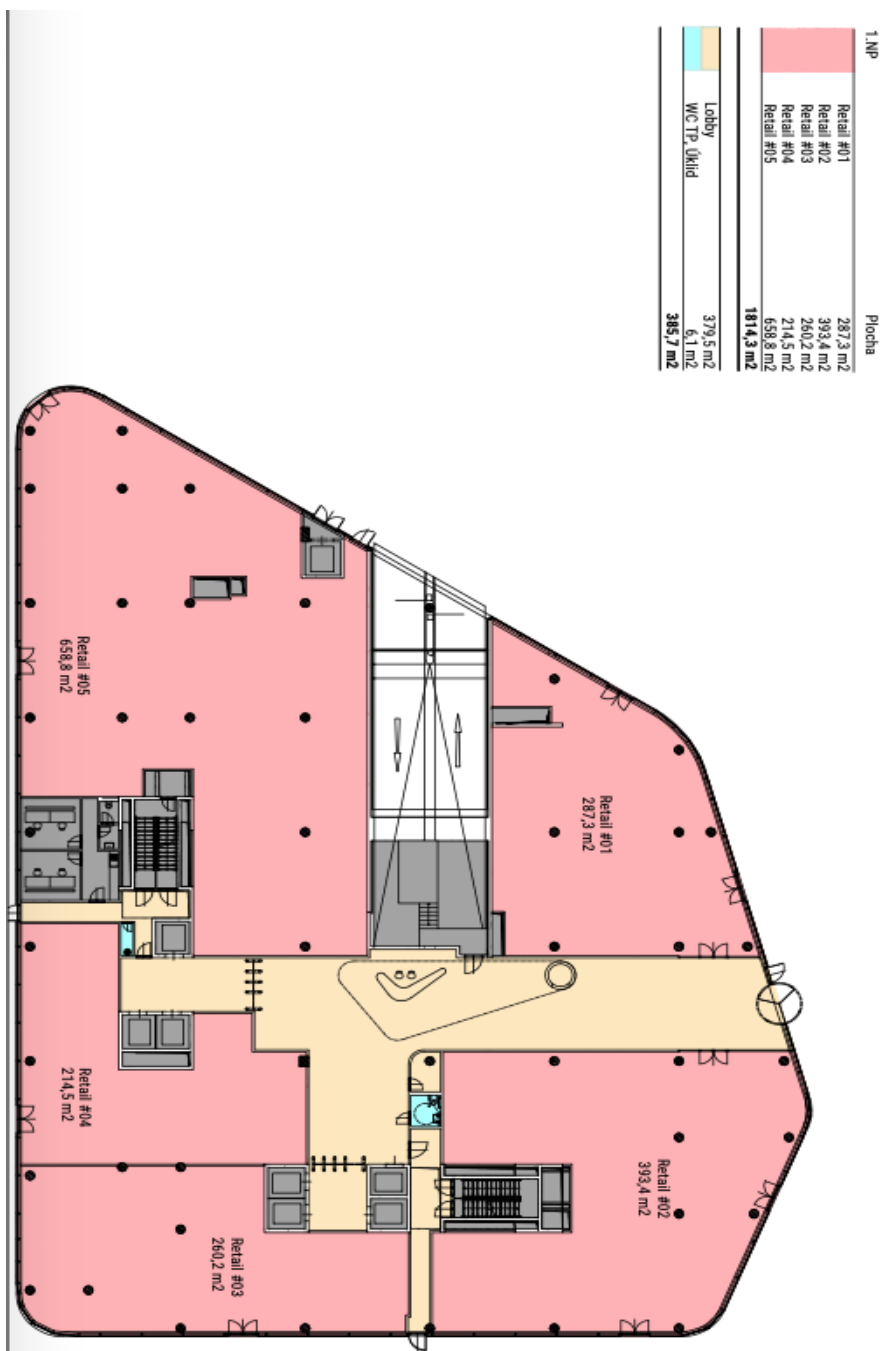 1.NP Plocha
Retail #01 287,3 m2
Retail #02 393,4 m2
Retail #03 260,2 m2
Retail #04 214,5 m2
Retail #05 658,8 m2
1814,3 m2
Lobby 379,5 m2
WC TP, Úklid 6,1 m2
385,7 m2
Retail #05
658,8 m2
Retail #01
287,3 m2
Retail #04
214,5 m2
Retail #02
393,4 m2
Retail #03
260,2 m2